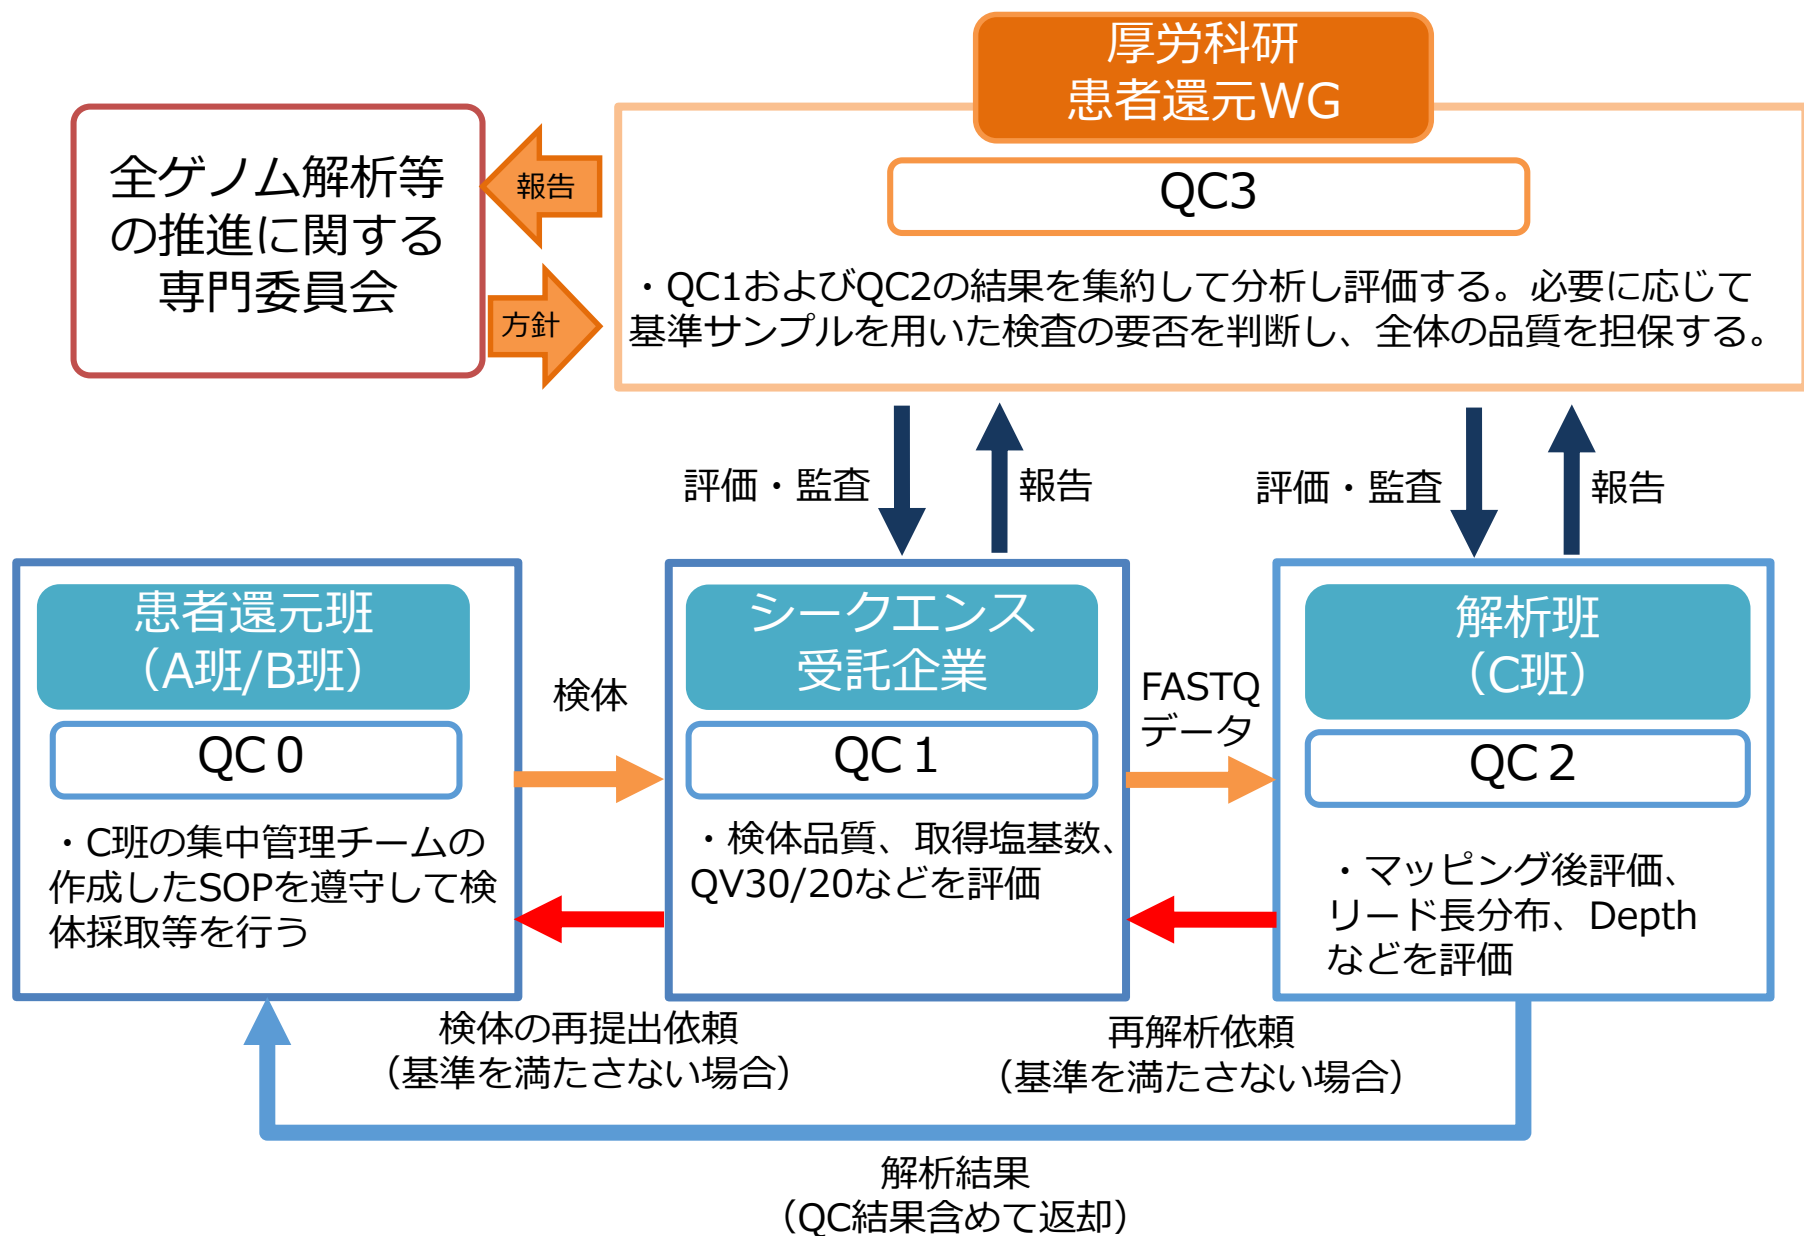 厚労科研
患者還元WG
全ゲノム解析等
の推進に関する
専門委員会
報告
方針
QC3
・QC1およびQC2の結果を集約して分析し評価する。必要に応じて
基準サンプルを用いた検査の要否を判断し、全体の品質を担保する。
評価・監査
報告
評価・監査
報告
患者還元班
（A班/B班）
QC０
・C班の集中管理チームの
作成したSOPを遵守して検
体採取等を行う
検体
シークエンス
受託企業
QC１
・検体品質、取得塩基数、
QV30/20などを評価
FASTQ
データ
解析班
（C班）
QC２
・マッピング後評価、
リード長分布、Depth
などを評価
検体の再提出依頼
（基準を満たさない場合）
再解析依頼
（基準を満たさない場合）
解析結果
（QC結果含めて返却）